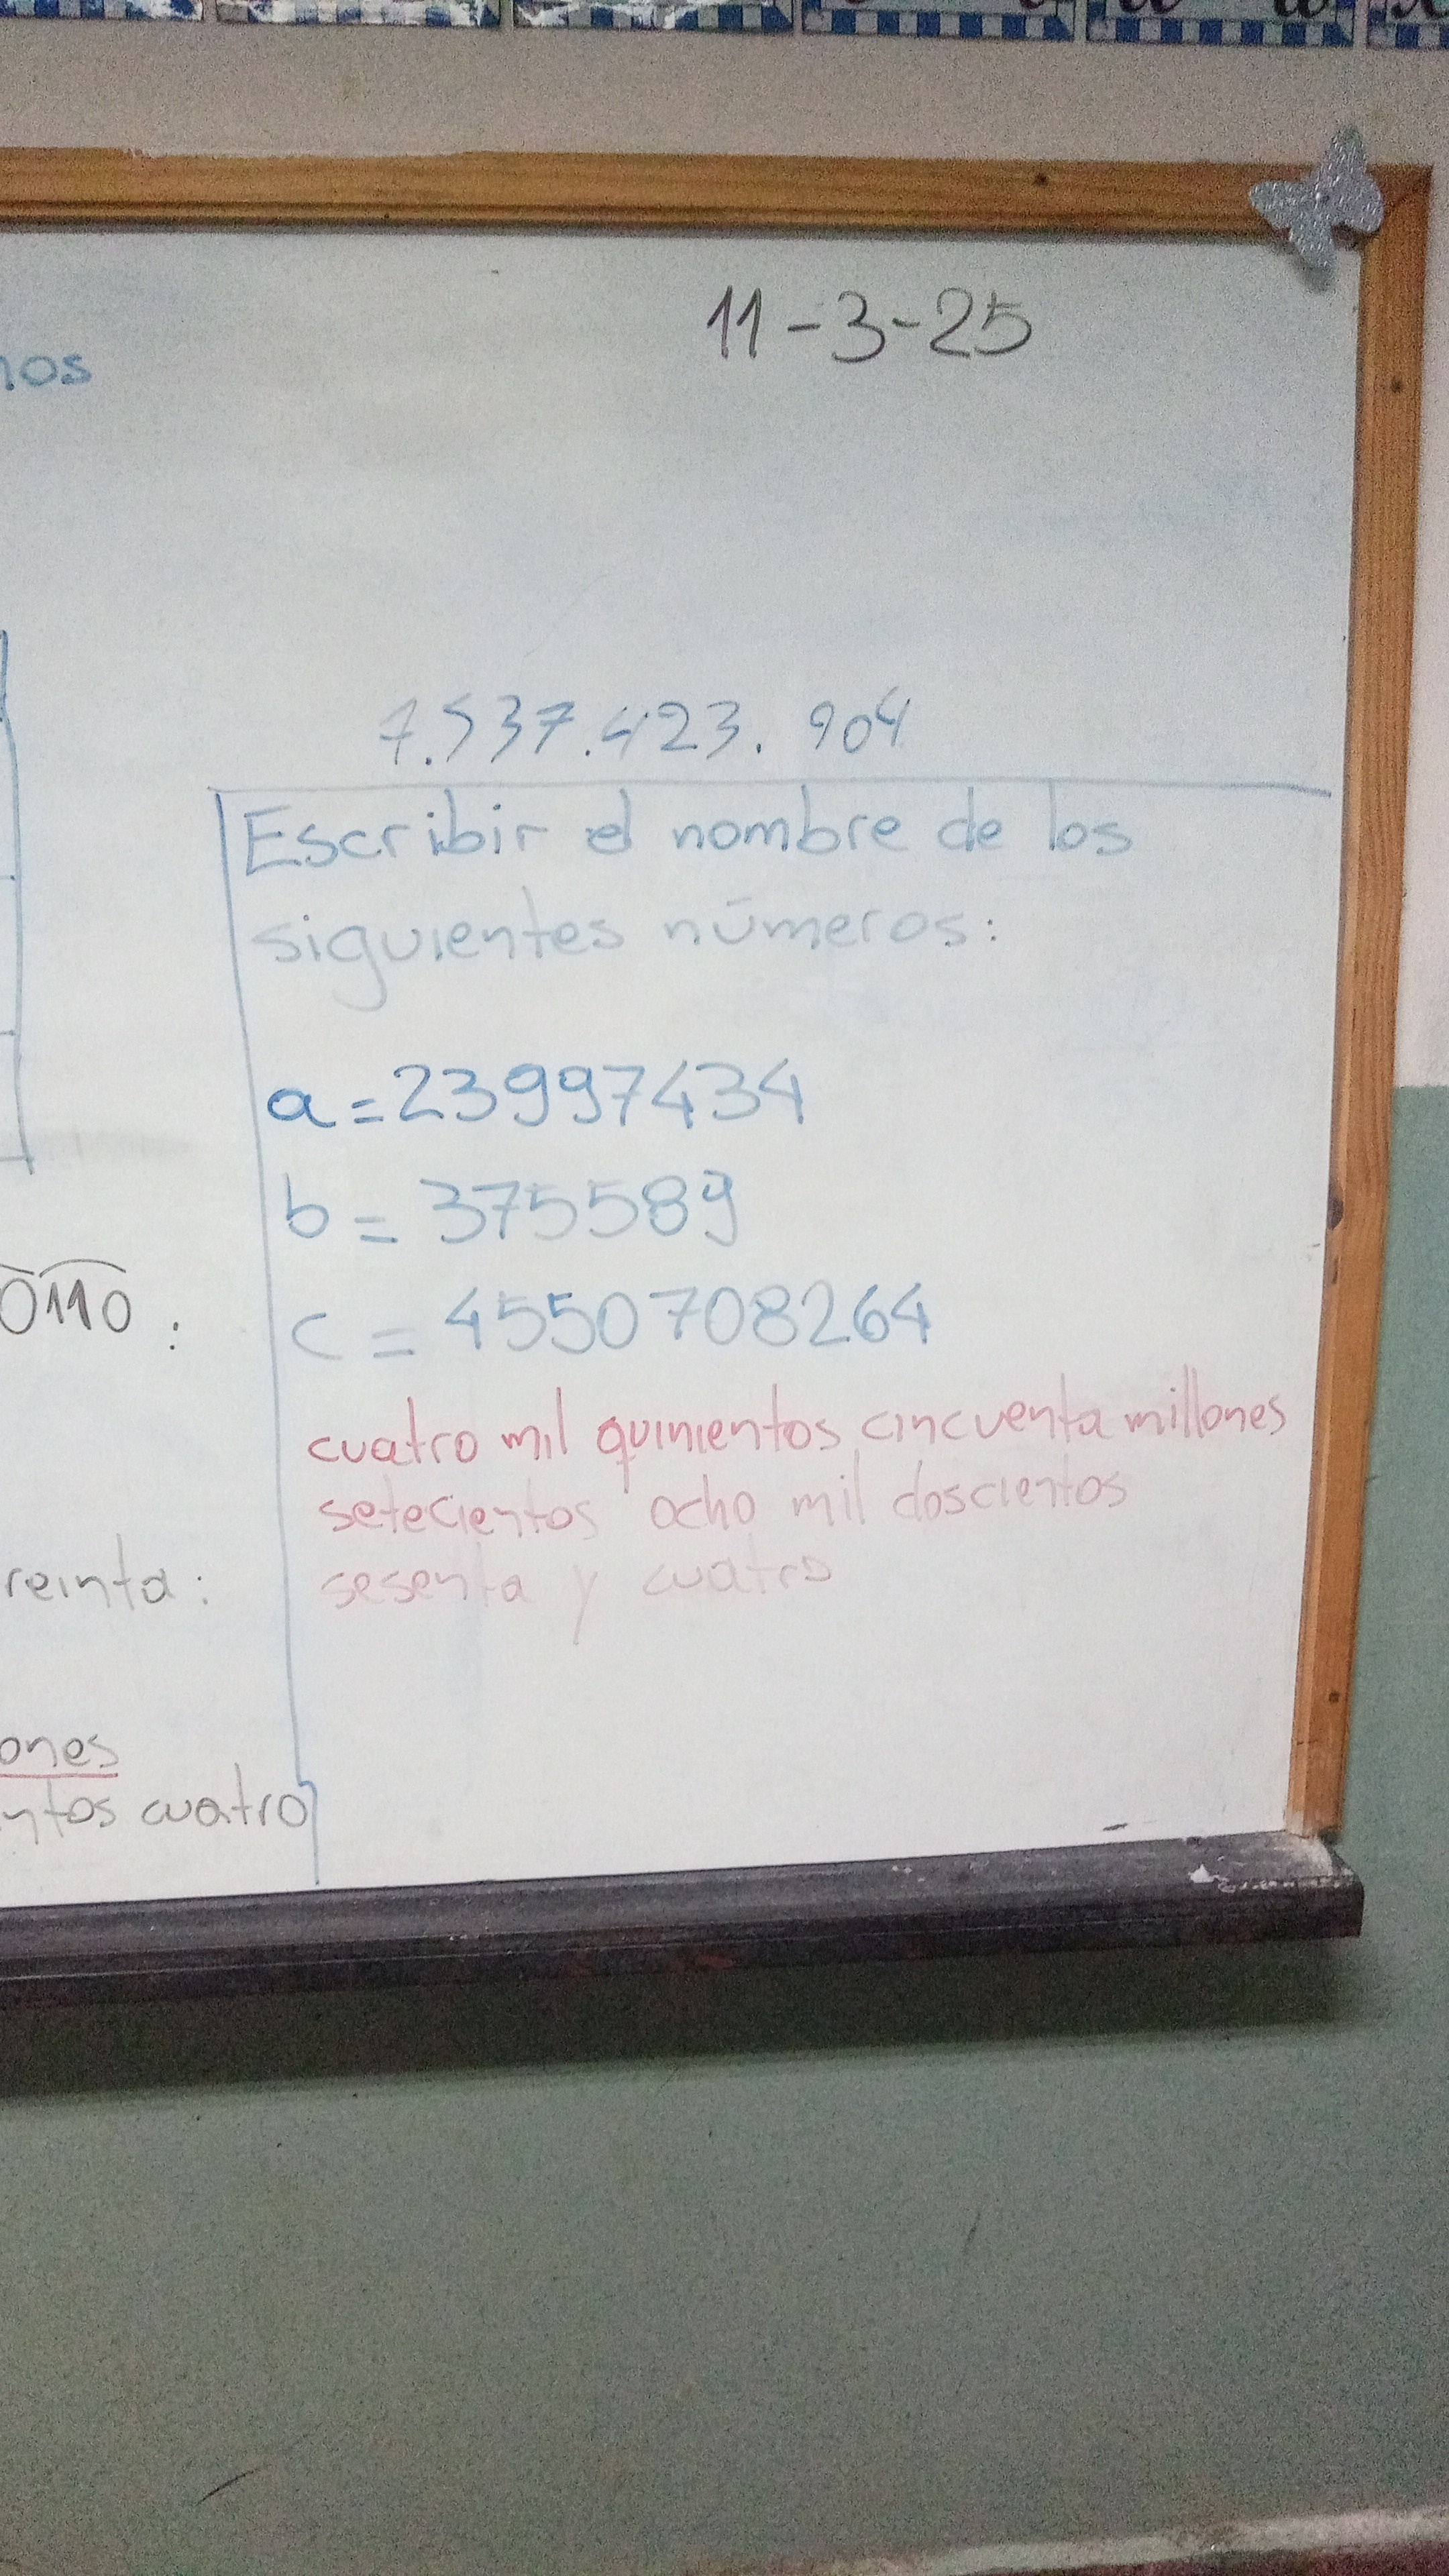 11-3-25
nos
7.537.423.904
Escribir el nombre de los
siguientes números:
a=23997434
b=375589
0110:
c=4550708264
cuatro mil quinientos cincuenta millones
setecientos ocho mil doscientos
reinta:
sesenta y cuatro
ones
ntos cuatro